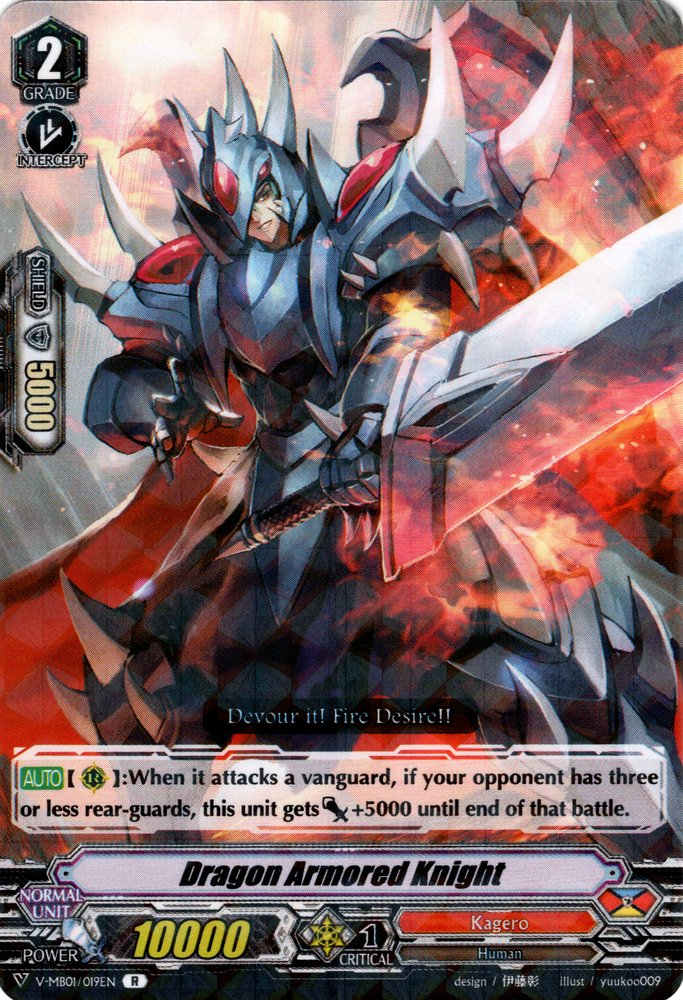 2
GRADE
INTERCEPT
SHIELD
5000
Devour it! Fire Desire!!
AUTO【R】:When it attacks a vanguard, if your opponent has three
or less rear-guards, this unit gets +5000 until end of that battle.
Dragon Armored Knight
NORMAL
UNIT
POWER
10000
1
CRITICAL
Kagero
Human
V-MB01/019EN R
design / 伊藤彰 illust / yuukoo009